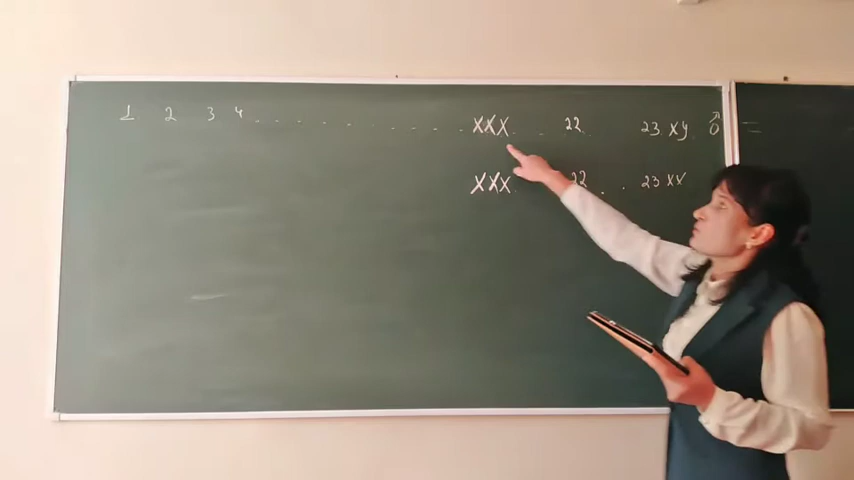 1 2 3 4 . . . . . . . . . . XXX . . 22 . 23 XY ♂ =
XXX 22 . . 23 XX